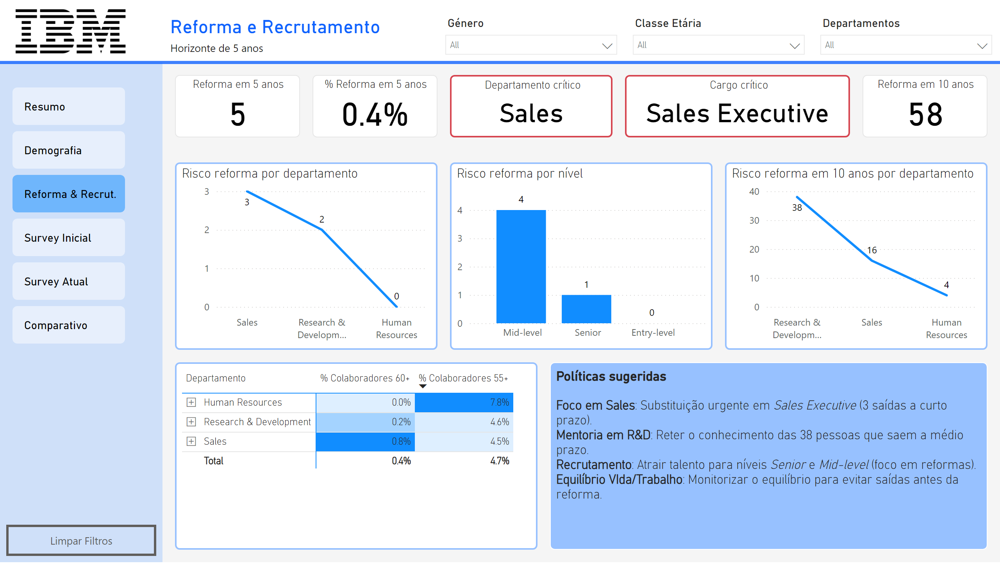 IBM
Reforma e Recrutamento
Horizonte de 5 anos
Género
All
Classe Etária
All
Departamentos
All
Resumo
Demografia
Reforma & Recrut.
Survey Inicial
Survey Atual
Comparativo
Limpar Filtros
Reforma em 5 anos
5
% Reforma em 5 anos
0.4%
Departamento crítico
Sales
Cargo crítico
Sales Executive
Reforma em 10 anos
58
Risco reforma por departamento
3
2
1
0
3
2
0
Sales
Research &
Developm...
Human
Resources
Risco reforma por nível
4
3
2
1
0
4
1
0
Mid-level
Senior
Entry-level
Risco reforma em 10 anos por departamento
40
30
20
10
0
38
16
4
Research &
Developm...
Sales
Human
Resources
Departamento % Colaboradores 60+ % Colaboradores 55+
Human Resources 0.0% 7.8%
Research & Development 0.2% 4.6%
Sales 0.8% 4.5%
Total 0.4% 4.7%
Políticas sugeridas
Foco em Sales: Substituição urgente em Sales Executive (3 saídas a curto
prazo).
Mentoria em R&D: Reter o conhecimento das 38 pessoas que saem a médio
prazo.
Recrutamento: Atrair talento para níveis Senior e Mid-level (foco em reformas).
Equilíbrio VIda/Trabalho: Monitorizar o equilíbrio para evitar saídas antes da
reforma.